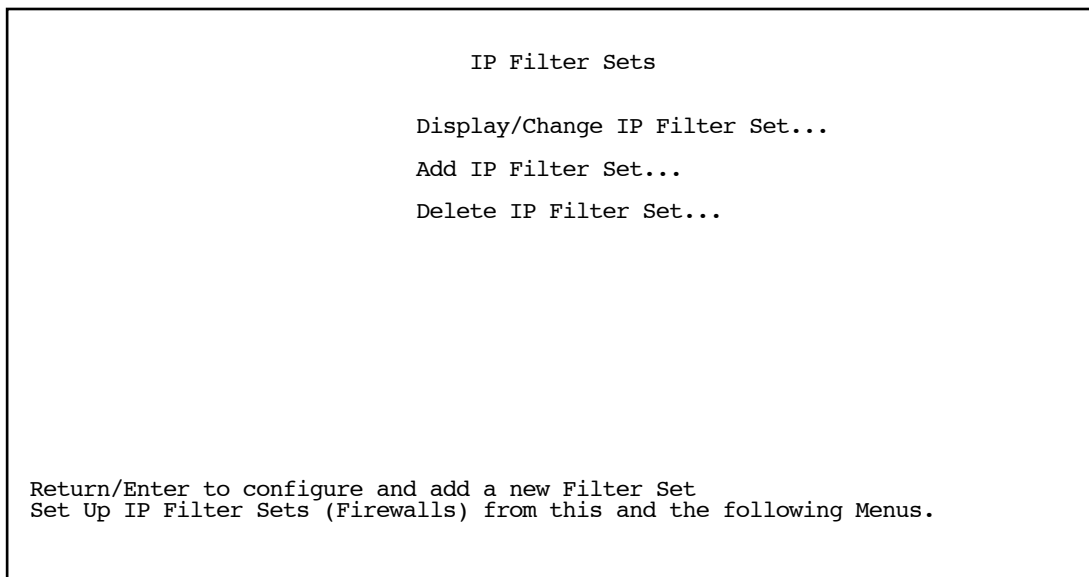 IP Filter Sets
Display/Change IP Filter Set...
Add IP Filter Set...
Delete IP Filter Set...
Return/Enter to configure and add a new Filter Set
Set Up IP Filter Sets (Firewalls) from this and the following Menus.